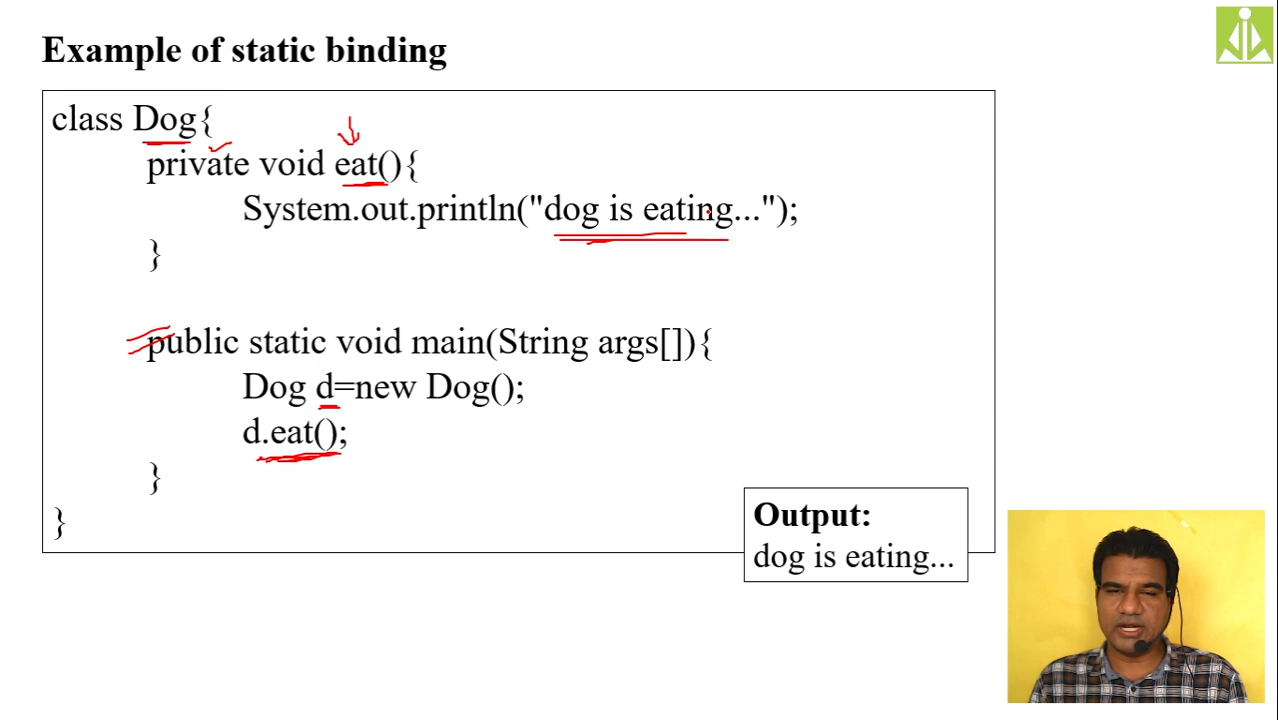 Example of static binding
class Dog{
private void eat(){
System.out.println("dog is eating...");
}
public static void main(String args[]){
Dog d=new Dog();
d.eat();
}
}
Output:
dog is eating...